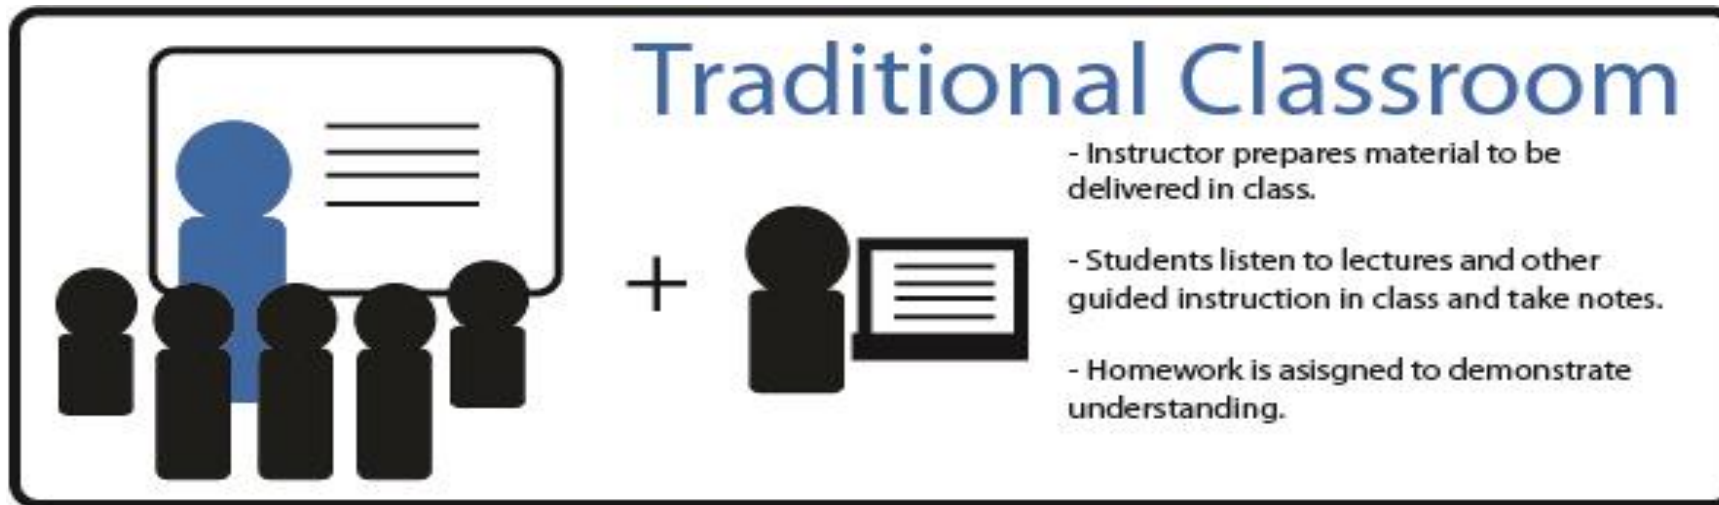 Traditional Classroom
- Instructor prepares material to be
delivered in class.
- Students listen to lectures and other
guided instruction in class and take notes.
- Homework is asisgned to demonstrate
understanding.